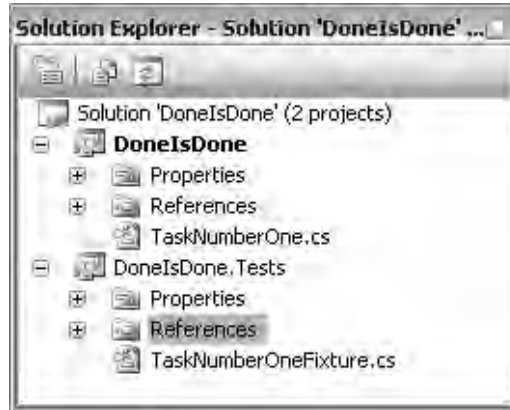 Solution Explorer - Solution 'DoneIsDone' ...
Solution 'DoneIsDone' (2 projects)
DoneIsDone
Properties
References
TaskNumberOne.cs
DoneIsDone.Tests
Properties
References
TaskNumberOneFixture.cs